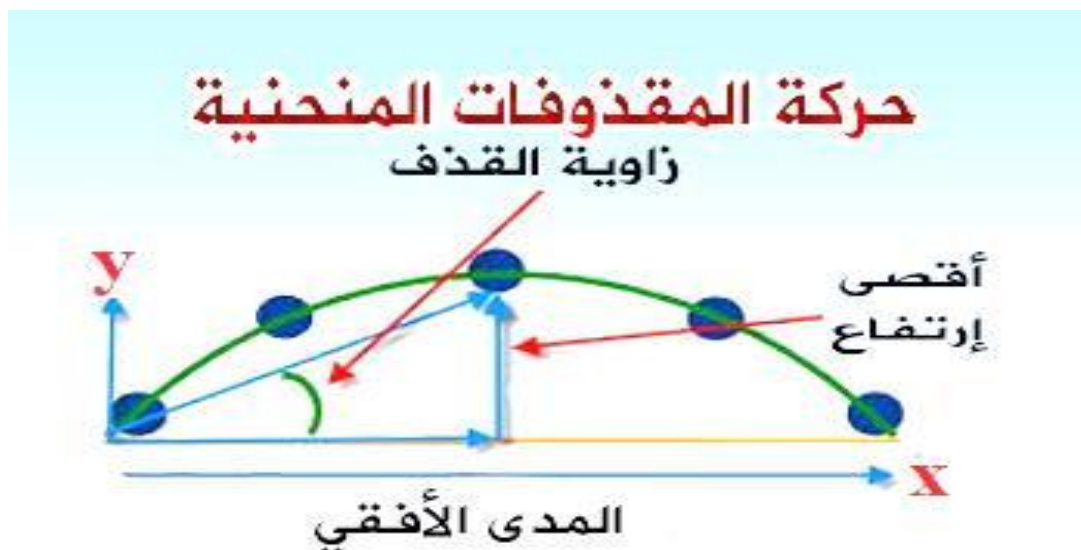 حركة المقذوفات المنحنية
زاوية القذف
y
أقصى
إرتفاع
x
المدى الأفقي